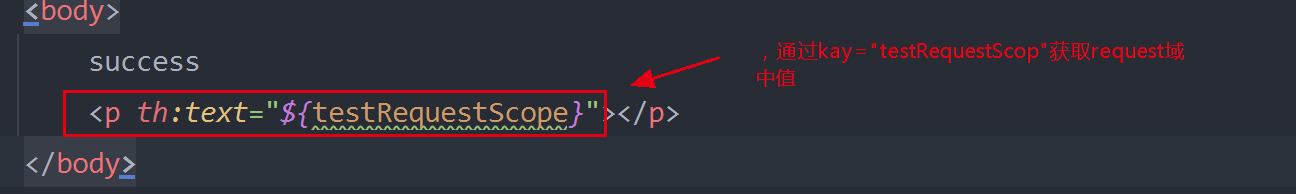 <body>
success
，通过kay="testRequestScop"获取request域
中值
<p th:text="${testRequestScope}"></p>
</body>